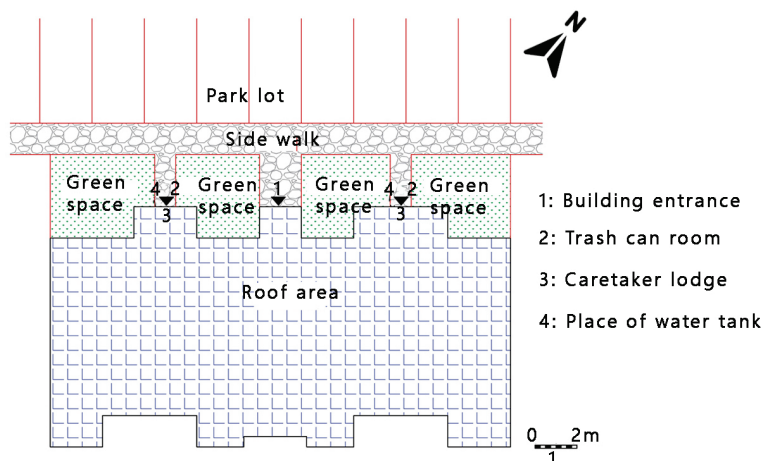 N
Park lot
Side walk
Green space
4 2
3
Green space
1
Green space
4 2
3
Green space
Roof area
1: Building entrance
2: Trash can room
3: Caretaker lodge
4: Place of water tank
0 2m
1